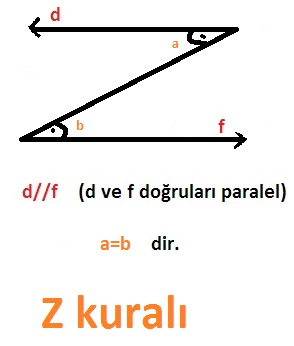 d
a
b
f
d//f (d ve f doğruları paralel)
a=b dir.
Z kuralı